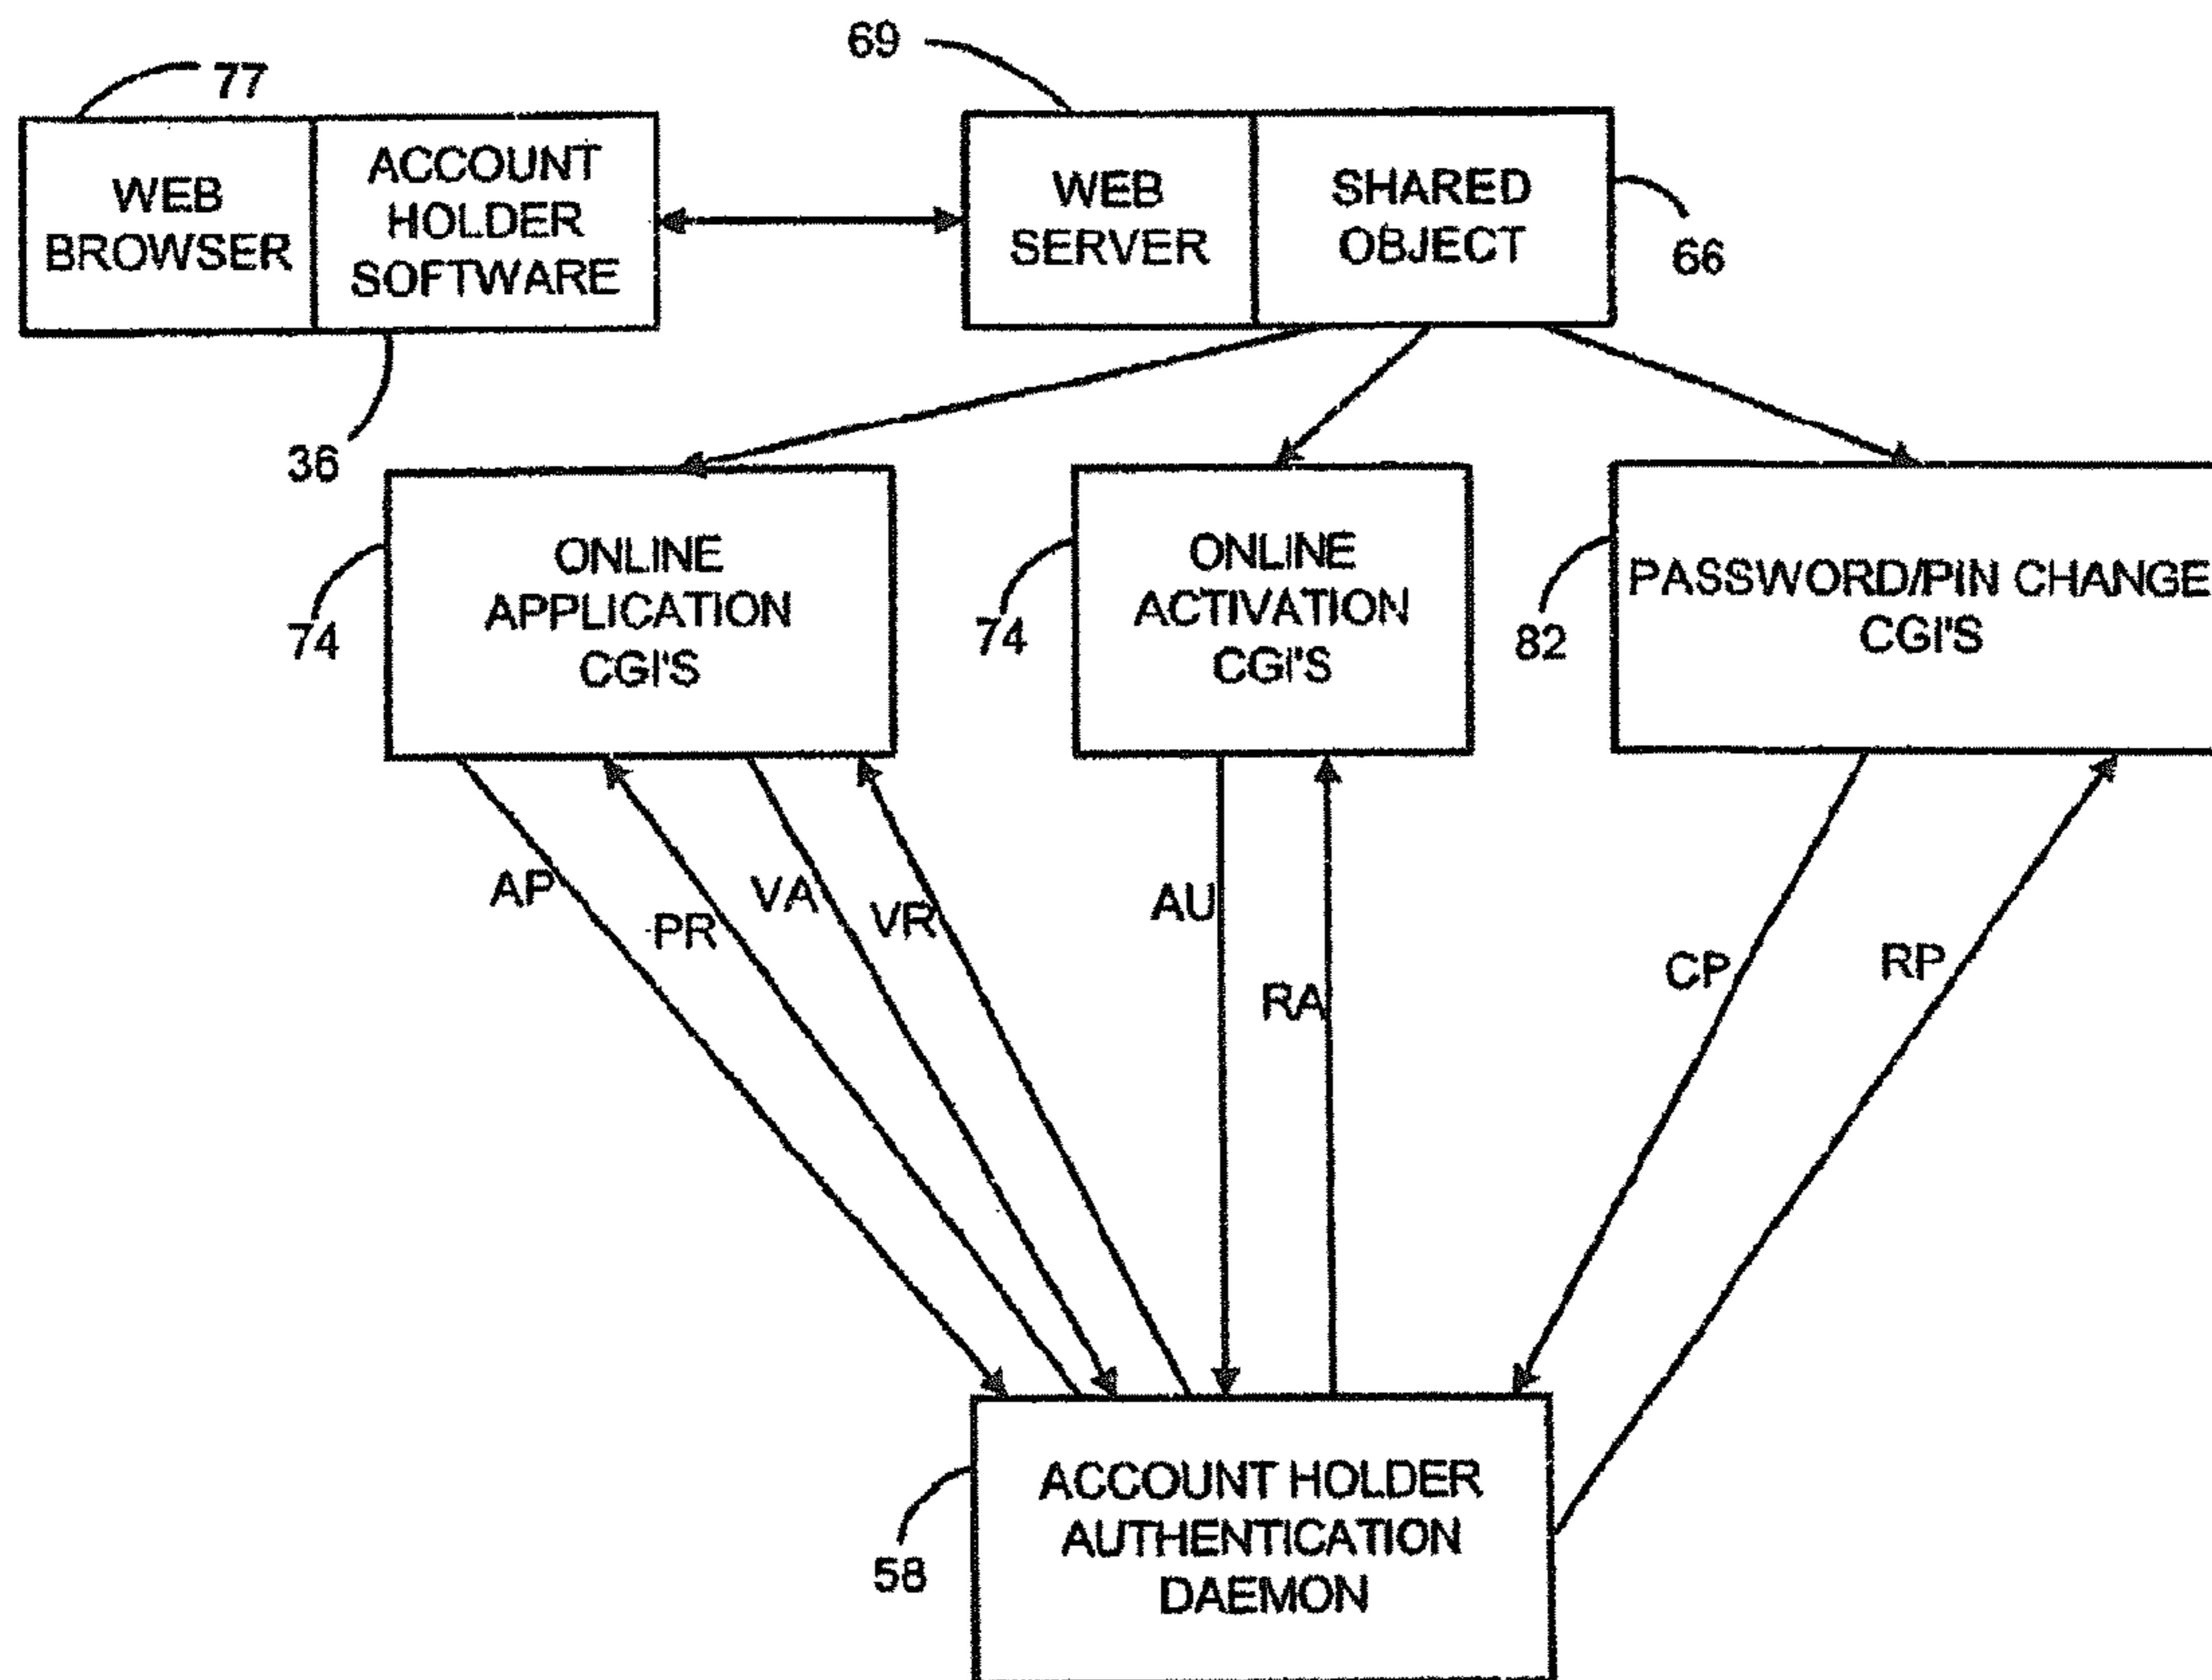 69
77
WEB
BROWSER
ACCOUNT
HOLDER
SOFTWARE
WEB
SERVER
SHARED
OBJECT
66
36
ONLINE
APPLICATION
CGI'S
74
ONLINE
ACTIVATION
CGI'S
74
PASSWORD/PIN CHANGE
CGI'S
82
AP
PR
VA
VR
AU
RA
CP
RP
ACCOUNT HOLDER
AUTHENTICATION
DAEMON
58